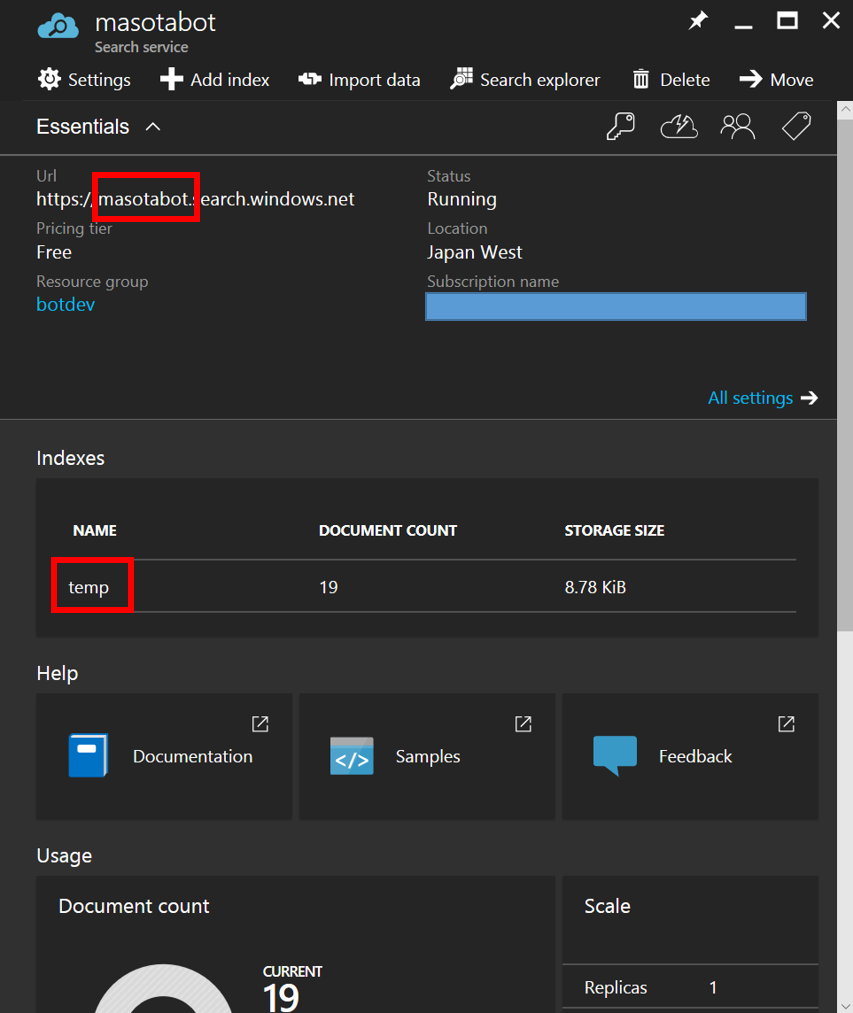 masotabot
Search service
Settings Add index Import data Search explorer Delete Move
Essentials
Url Status
https://masotabot.search.windows.net Running
Pricing tier Location
Free Japan West
Resource group Subscription name
botdev
All settings
Indexes
NAME DOCUMENT COUNT STORAGE SIZE
temp 19 8.78 KiB
Help
Documentation Samples Feedback
Usage
Document count Scale
CURRENT
19
Replicas 1